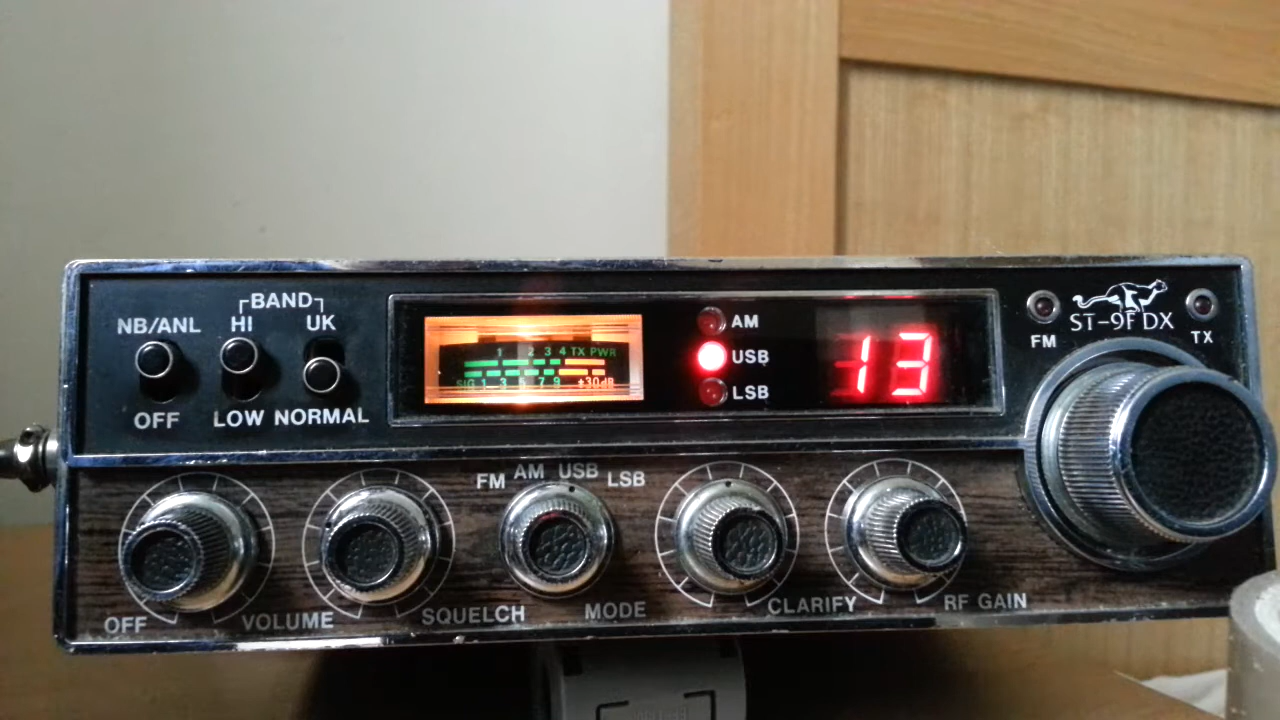 BAND
NB/ANL HI UK
OFF LOW NORMAL
1 2 3 4 TX PWR
SIG 1 3 5 7 9 +30dB
AM
USB
LSB
13
ST-9F DX
FM TX
FM AM USB LSB
OFF VOLUME SQUELCH MODE CLARIFY RF GAIN